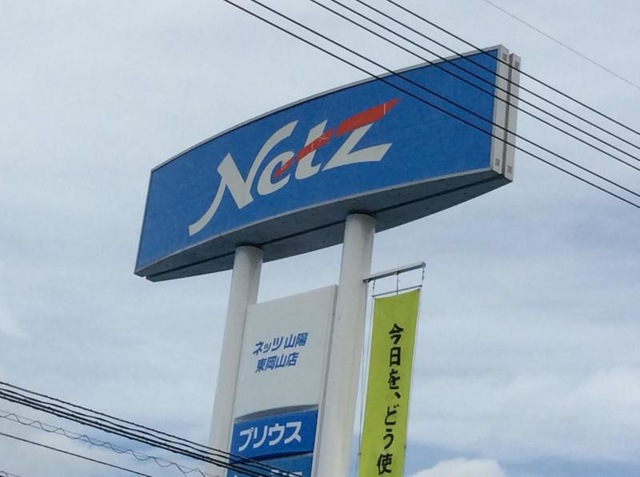 Netz
ネッツ山陽
東岡山店
プリウス
今日を、どう使